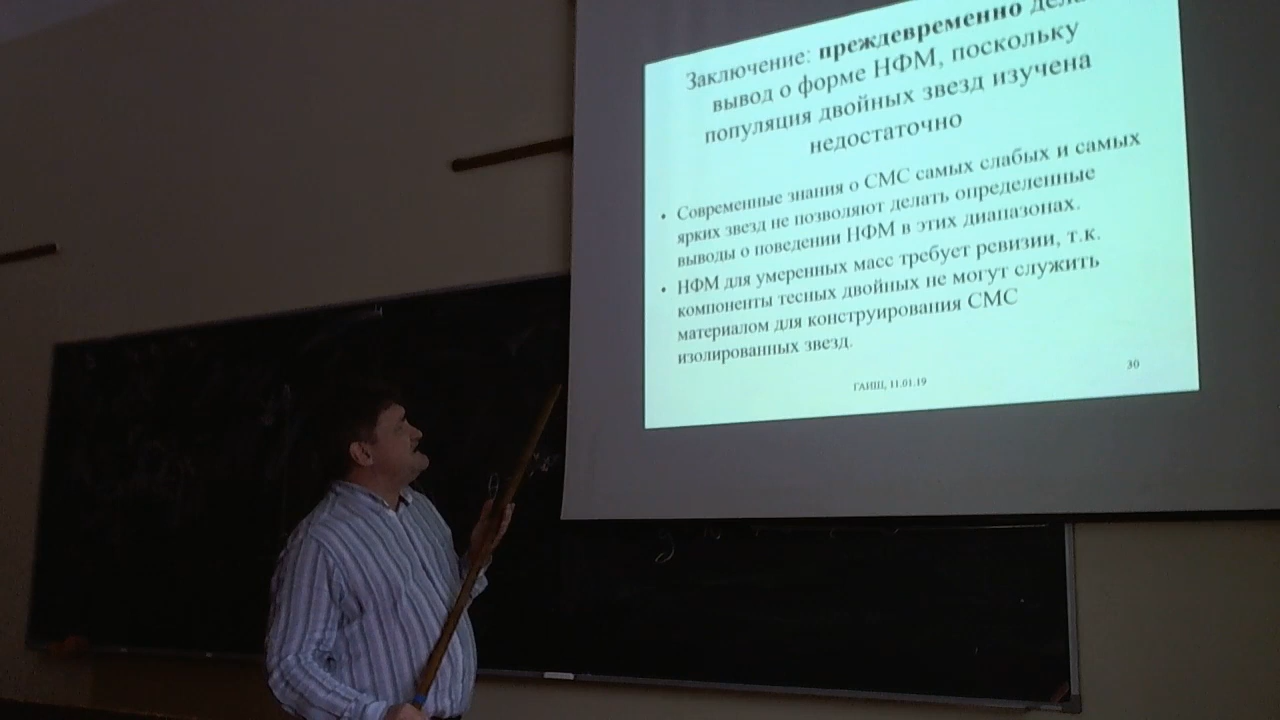 Заключение: преждевременно
вывод о форме НФМ, поскольку
популяция двойных звезд изучена
недостаточно
• Современные знания о СМС самых слабых и самых
ярких звезд не позволяют делать определенные
выводы о поведении НФМ в этих диапазонах.
• НФМ для умеренных масс требует ревизии, т.к.
компоненты тесных двойных не могут служить
материалом для конструирования СМС
изолированных звезд.
ГАИШ, 11.01.19
30